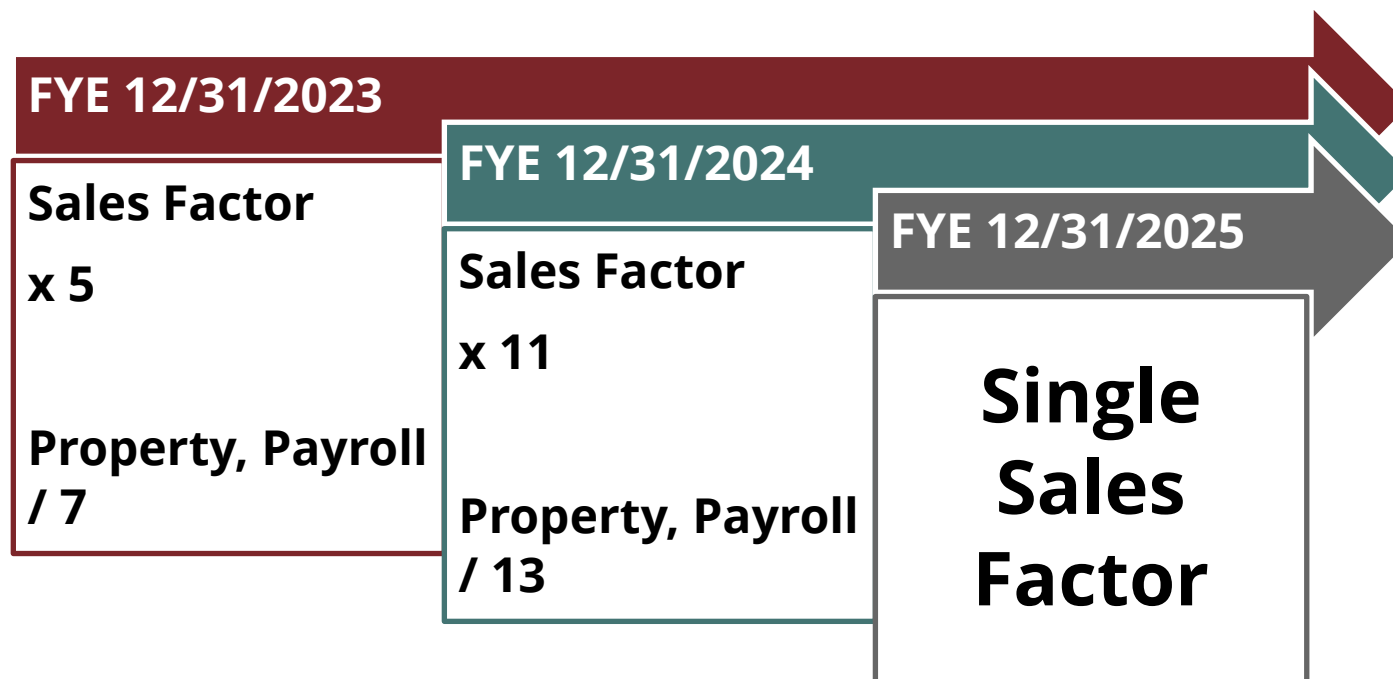 FYE 12/31/2023
Sales Factor
x 5
Property, Payroll
/ 7
FYE 12/31/2024
Sales Factor
x 11
Property, Payroll
/ 13
FYE 12/31/2025
Single
Sales
Factor